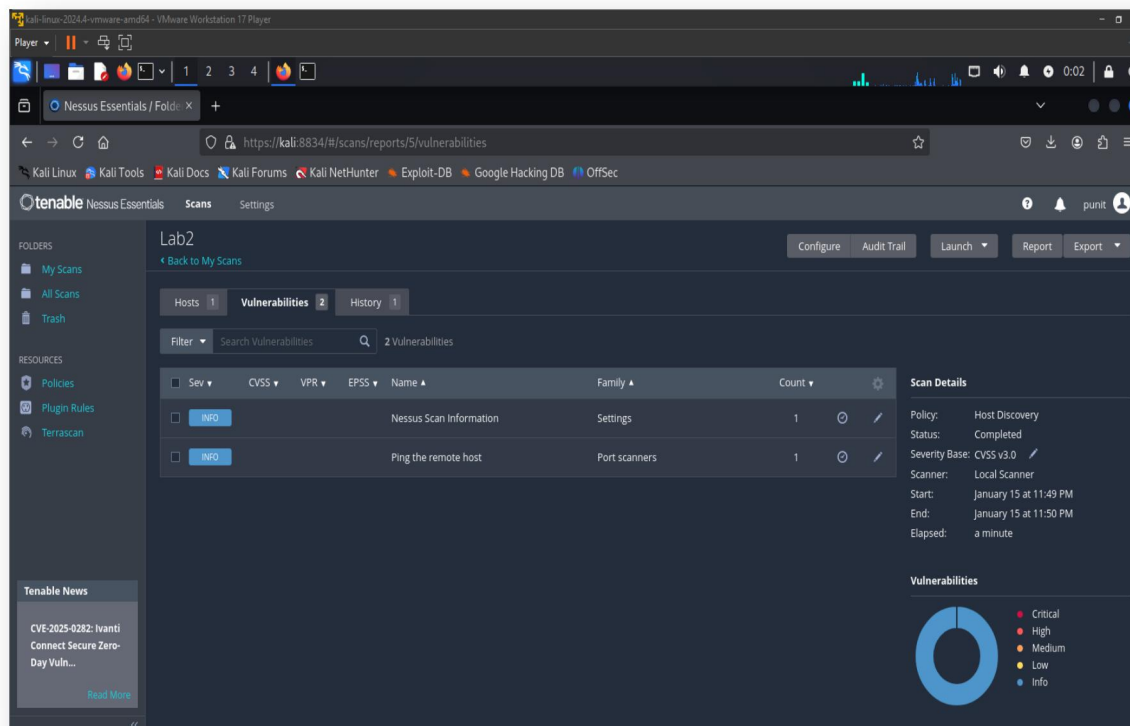 kali-linux-2024.4-vmware-amd64 - VMware Workstation 17 Player
Player
1 2 3 4 0:02
Nessus Essentials / Folde
https://kali:8834/#/scans/reports/5/vulnerabilities
Kali Linux Kali Tools Kali Docs Kali Forums Kali NetHunter Exploit-DB Google Hacking DB OffSec
tenable Nessus Essentials Scans Settings punit
FOLDERS
My Scans
All Scans
Trash
RESOURCES
Policies
Plugin Rules
Terrascan
Tenable News
CVE-2025-0282: Ivanti
Connect Secure Zero-
Day Vuln...
Read More
Lab2
Back to My Scans
Configure Audit Trail Launch Report Export
Hosts 1 Vulnerabilities 2 History 1
Filter Search Vulnerabilities 2 Vulnerabilities
Sev CVSS VPR EPSS Name Family Count
INFO Nessus Scan Information Settings 1
INFO Ping the remote host Port scanners 1
Scan Details
Policy: Host Discovery
Status: Completed
Severity Base: CVSS v3.0
Scanner: Local Scanner
Start: January 15 at 11:49 PM
End: January 15 at 11:50 PM
Elapsed: a minute
Vulnerabilities
Critical
High
Medium
Low
Info